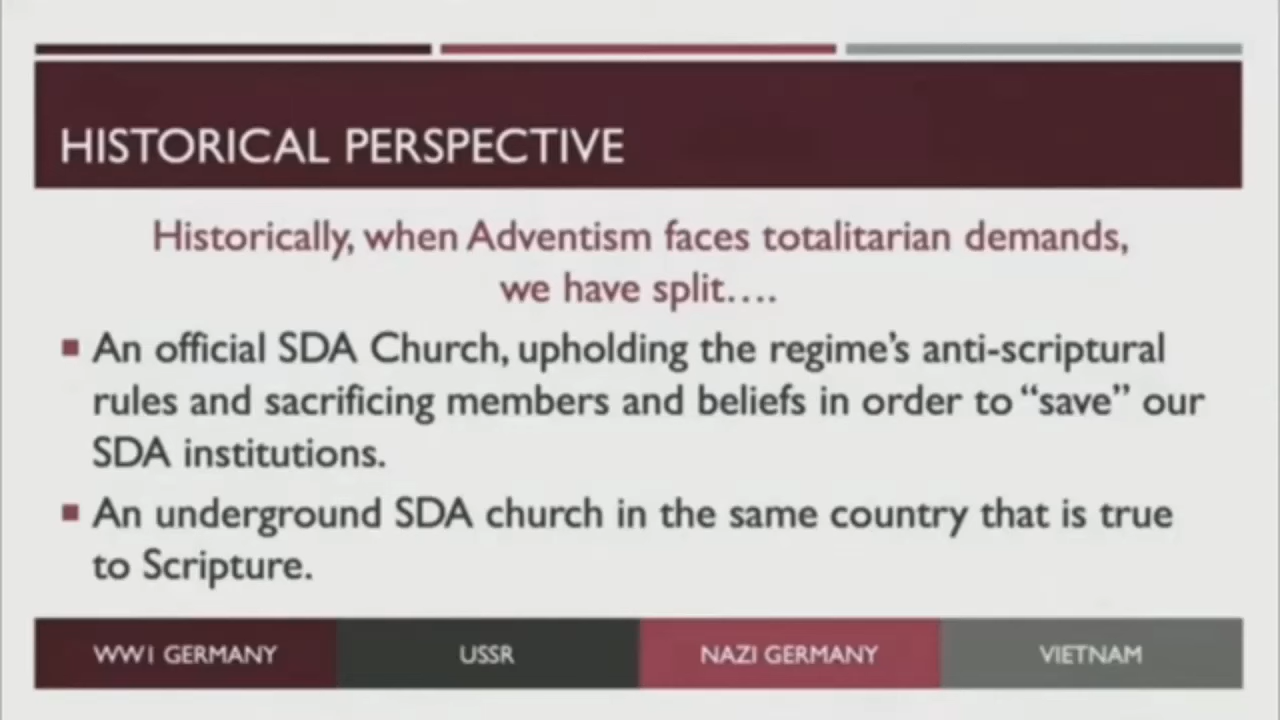 HISTORICAL PERSPECTIVE
Historically, when Adventism faces totalitarian demands,
we have split….
An official SDA Church, upholding the regime’s anti-scriptural
rules and sacrificing members and beliefs in order to “save” our
SDA institutions.
An underground SDA church in the same country that is true
to Scripture.
WW1 GERMANY
USSR
NAZI GERMANY
VIETNAM